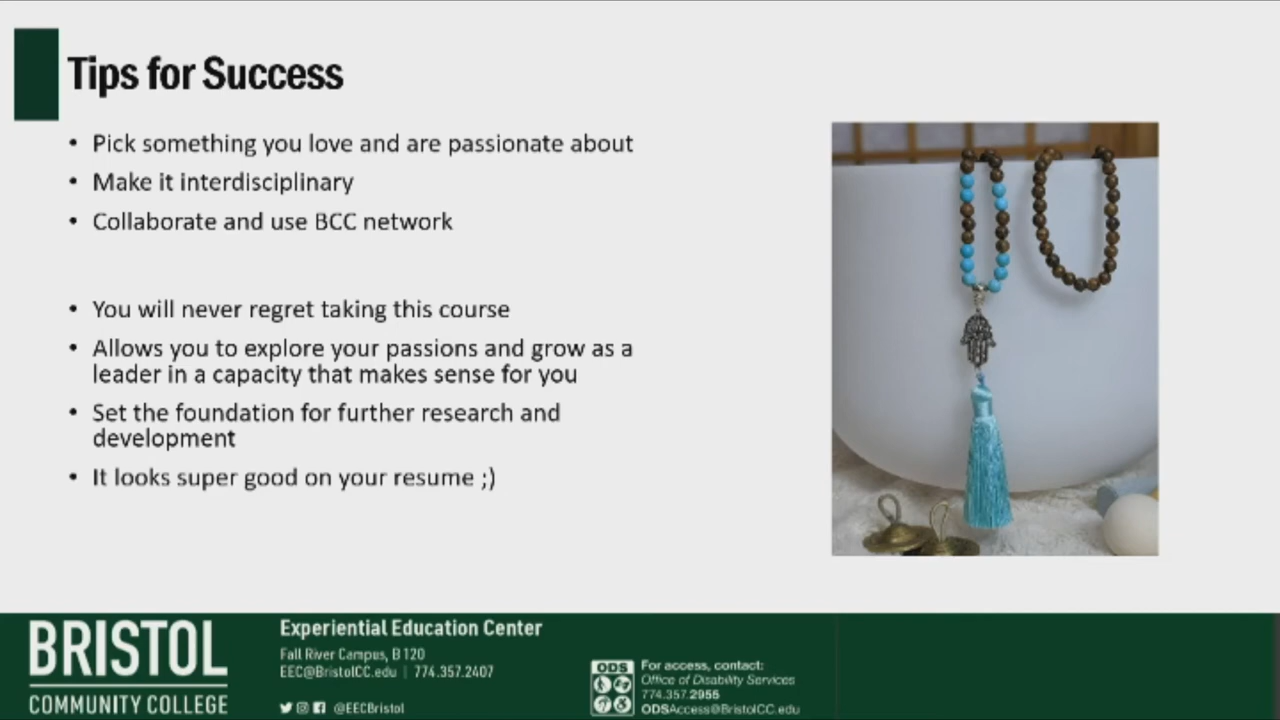 Tips for Success
• Pick something you love and are passionate about
• Make it interdisciplinary
• Collaborate and use BCC network
• You will never regret taking this course
• Allows you to explore your passions and grow as a
leader in a capacity that makes sense for you
• Set the foundation for further research and
development
• It looks super good on your resume ;)
BRISTOL
COMMUNITY COLLEGE
Experiential Education Center
Fall River Campus, B 120
EEC@BristolCC.edu | 774.357.2407
@EECBristol
ODS
For access, contact:
Office of Disability Services
774.357.2955
ODSAccess@BristolCC.edu